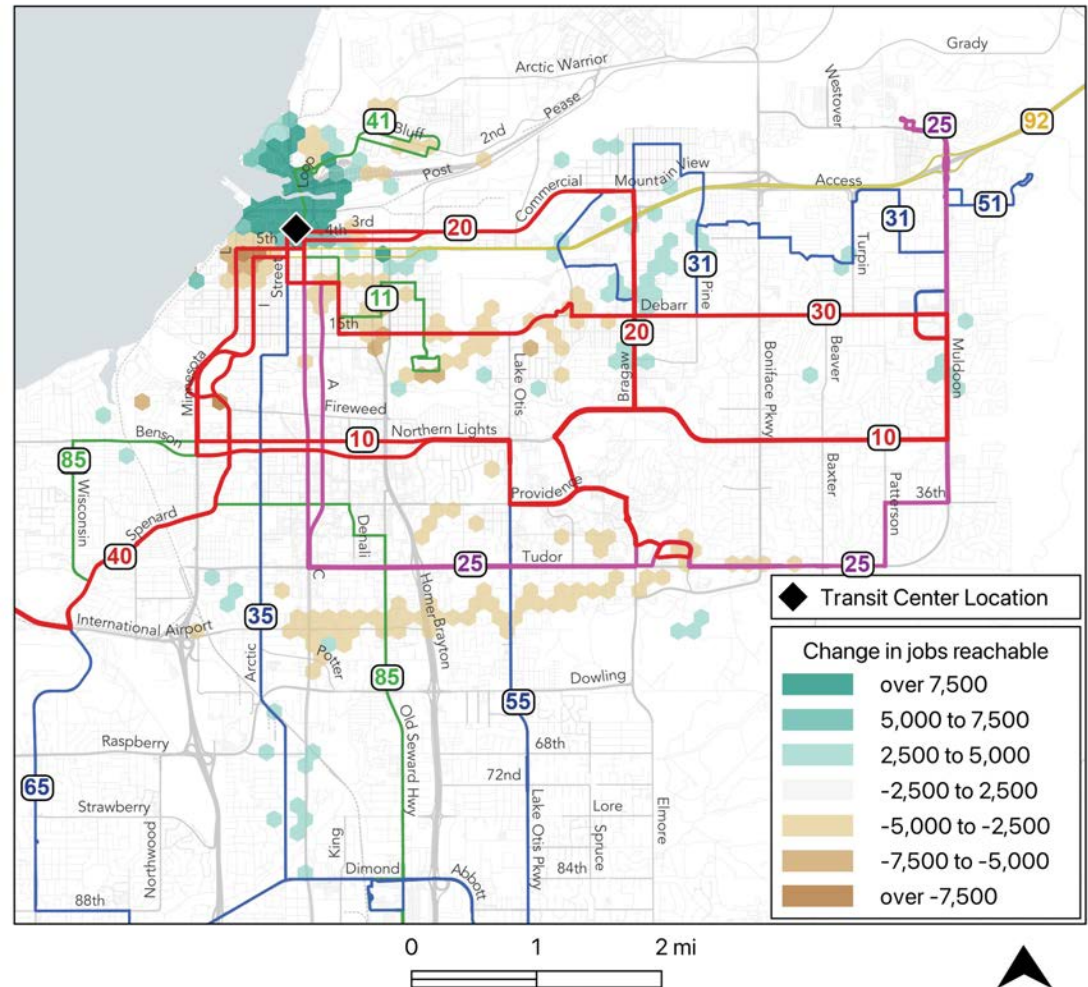 Grady
Arctic Warrior
Westover
Pease
41
Bluff
2nd
25
92
Loop
Post
Mountain View
Access
Commercial
51
3rd
4th
20
31
5th
L
Turpin
31
I
Street
Pine
11
Debarr
30
15th
20
Minnesota
Lake Otis
Bragaw
Boniface Pkwy
Beaver
Muldoon
A
Fireweed
Benson
10
Northern Lights
10
85
Wisconsin
Providence
Baxter
Patterson
36th
Spenard
Denali
40
25
Tudor
25
C
Homer
Brayton
International Airport
35
Arctic
Potter
85
Dowling
55
Old Seward Hwy
Raspberry
68th
72nd
65
Strawberry
Northwood
King
Lake Otis Pkwy
Lore
Spruce
Elmore
Dimond
Abbott
84th
88th
Transit Center Location
Change in jobs reachable
over 7,500
5,000 to 7,500
2,500 to 5,000
-2,500 to 2,500
-5,000 to -2,500
-7,500 to -5,000
over -7,500
0 1 2 mi